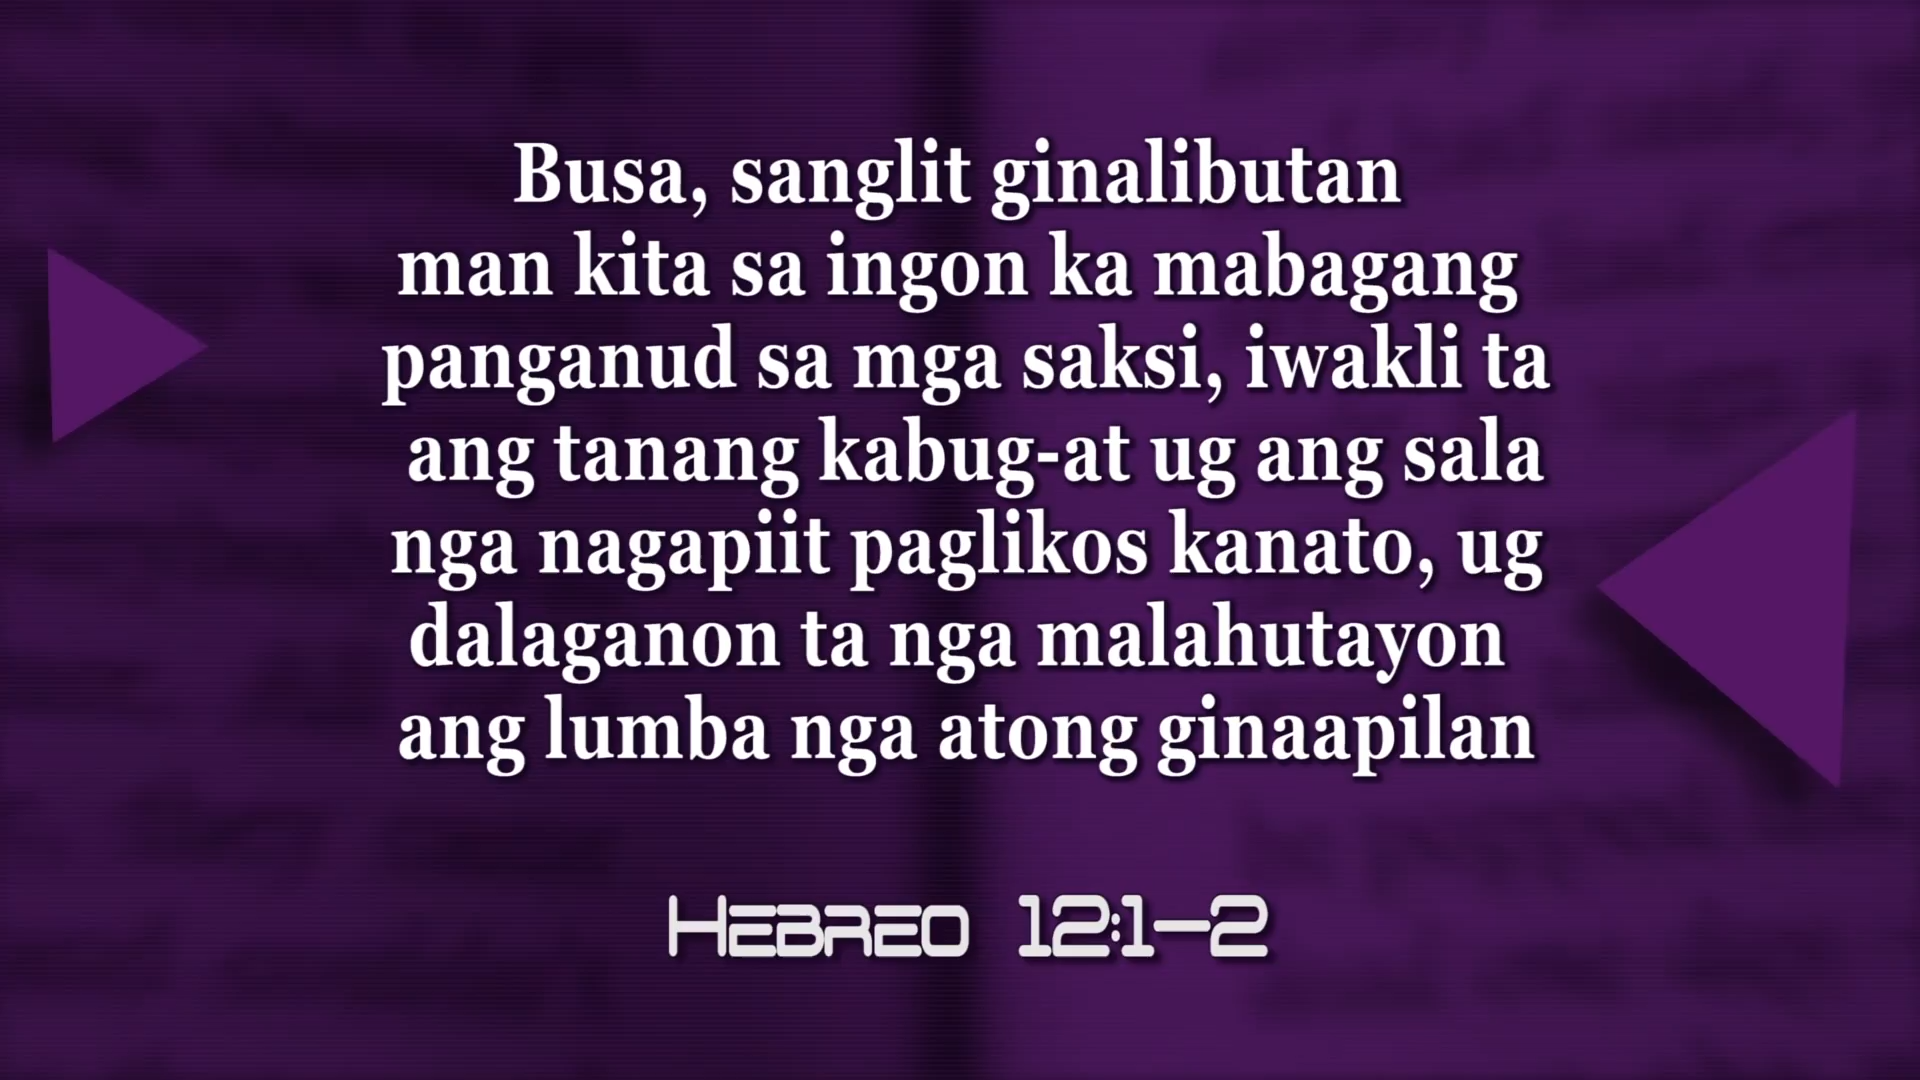 Busa, sanglit ginalibutan
man kita sa ingon ka mabagang
panganud sa mga saksi, iwakli ta
ang tanang kabug-at ug ang sala
nga nagapiit paglikos kanato, ug
dalaganon ta nga malahutayon
ang lumba nga atong ginaapilan
Hebreo 12:1-2